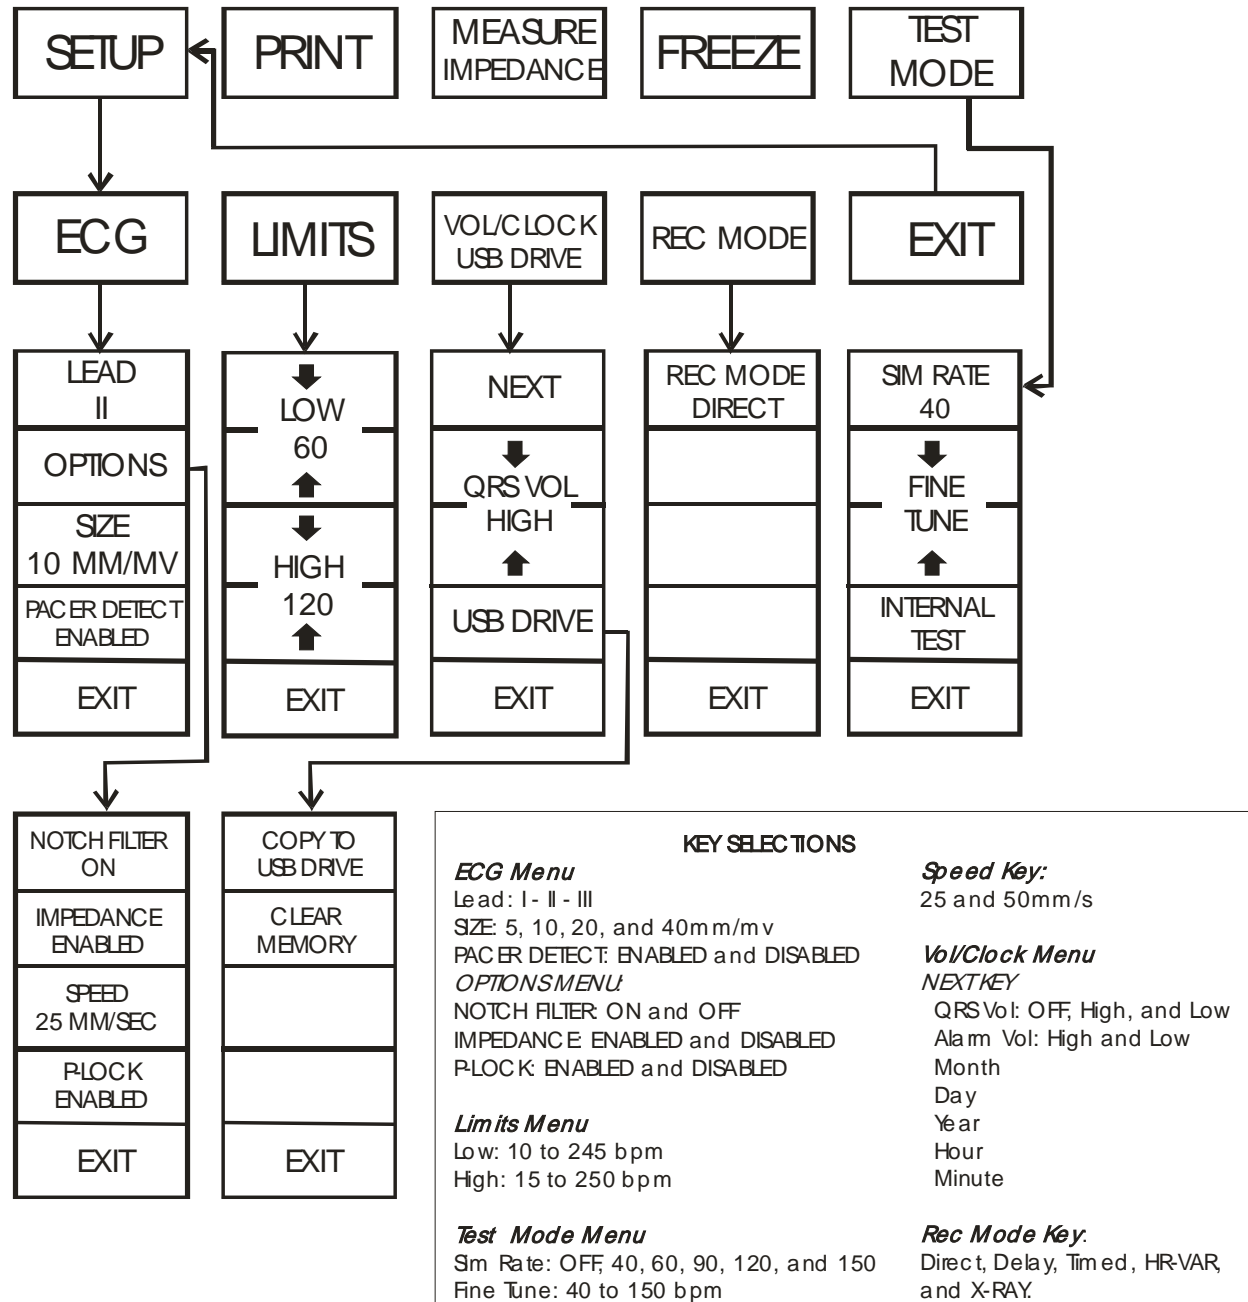 SETUP
PRINT
MEASURE
IMPEDANCE
FREEZE
TEST
MODE
ECG
LIMITS
VOL/CLOCK
USB DRIVE
REC MODE
EXIT
LEAD
II
OPTIONS
SIZE
10 MM/MV
PACER DETECT
ENABLED
EXIT
LOW
60
HIGH
120
EXIT
NEXT
QRS VOL
HIGH
USB DRIVE
EXIT
REC MODE
DIRECT
EXIT
SIM RATE
40
FINE
TUNE
INTERNAL
TEST
EXIT
NOTCH FILTER
ON
IMPEDANCE
ENABLED
SPEED
25 MM/SEC
P-LOCK
ENABLED
EXIT
COPY TO
USB DRIVE
CLEAR
MEMORY
EXIT
KEY SELECTIONS
ECG Menu
Lead: I - II - III
SIZE: 5, 10, 20, and 40mm/mv
PACER DETECT: ENABLED and DISABLED
OPTIONS MENU:
NOTCH FILTER: ON and OFF
IMPEDANCE: ENABLED and DISABLED
P-LOCK: ENABLED and DISABLED
Limits Menu
Low: 10 to 245 bpm
High: 15 to 250 bpm
Test Mode Menu
Sim Rate: OFF, 40, 60, 90, 120, and 150
Fine Tune: 40 to 150 bpm
Speed Key:
25 and 50mm/s
Vol/Clock Menu
NEXT KEY
QRS Vol: OFF, High, and Low
Alarm Vol: High and Low
Month
Day
Year
Hour
Minute
Rec Mode Key:
Direct, Delay, Timed, HR-VAR,
and X-RAY.